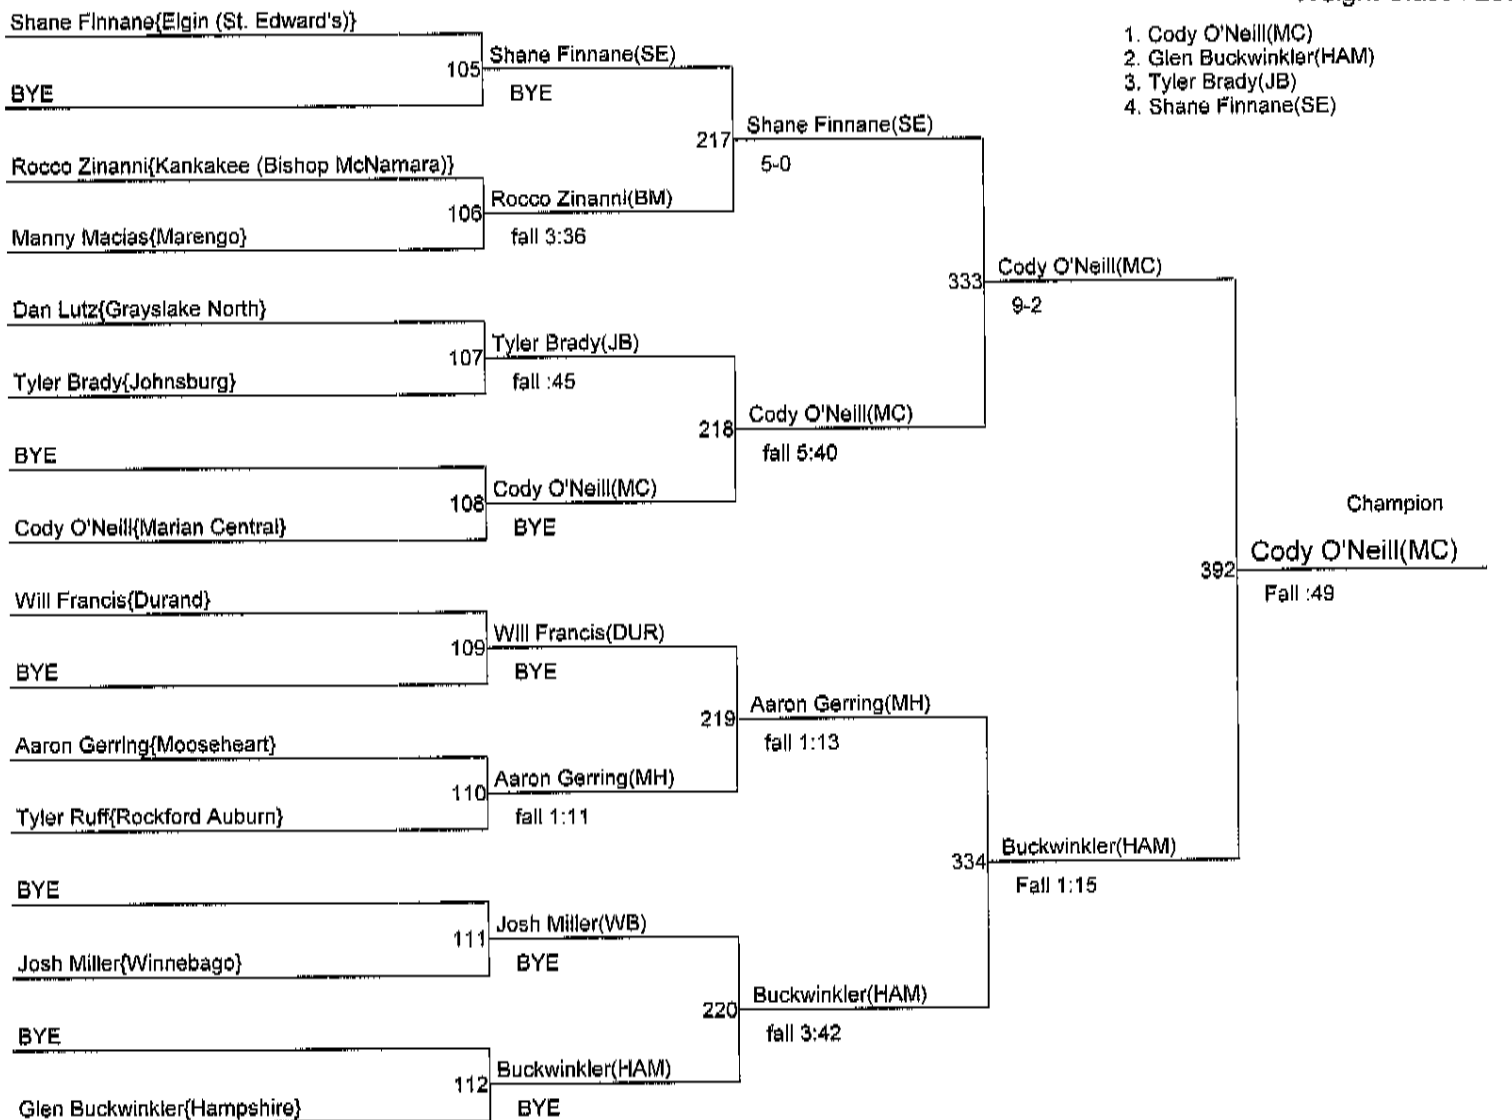 1. Cody O'Neill(MC)
2. Glen Buckwinkler(HAM)
3. Tyler Brady(JB)
4. Shane Finnane(SE)
Shane Finnane{Elgin (St. Edward's)}
105
Shane Finnane(SE)
BYE
BYE
217
Shane Finnane(SE)
5-0
Rocco Zinanni{Kankakee (Bishop McNamara)}
106
Rocco Zinanni(BM)
fall 3:36
Manny Macias{Marengo}
333
Cody O'Neill(MC)
9-2
Dan Lutz{Grayslake North}
107
Tyler Brady(JB)
fall :45
Tyler Brady{Johnsburg}
218
Cody O'Neill(MC)
fall 5:40
BYE
108
Cody O'Neill(MC)
BYE
Cody O'Neill{Marian Central}
Champion
392
Cody O'Neill(MC)
Fall :49
Will Francis{Durand}
109
Will Francis(DUR)
BYE
BYE
219
Aaron Gerring(MH)
fall 1:13
Aaron Gerring{Mooseheart}
110
Aaron Gerring(MH)
fall 1:11
Tyler Ruff{Rockford Auburn}
334
Buckwinkler(HAM)
Fall 1:15
BYE
111
Josh Miller(WB)
BYE
Josh Miller{Winnebago}
220
Buckwinkler(HAM)
fall 3:42
BYE
112
Buckwinkler(HAM)
BYE
Glen Buckwinkler{Hampshire}